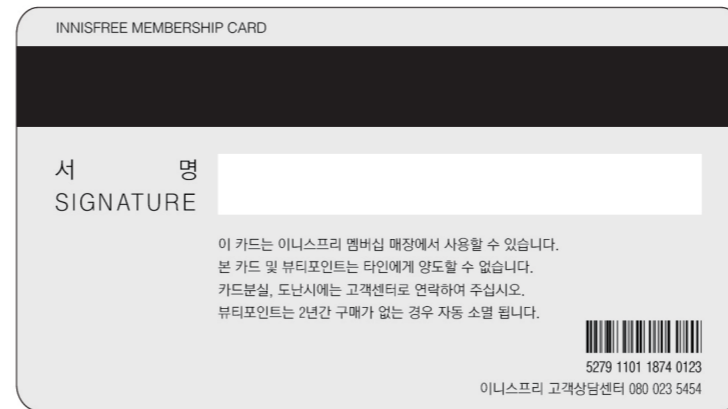 INNISFREE MEMBERSHIP CARD
서 명
SIGNATURE
이 카드는 이니스프리 멤버십 매장에서 사용할 수 있습니다.
본 카드 및 뷰티포인트는 타인에게 양도할 수 없습니다.
카드분실, 도난시에는 고객센터로 연락하여 주십시오.
뷰티포인트는 2년간 구매가 없는 경우 자동 소멸 됩니다.
5279 1101 1874 0123
이니스프리 고객상담센터 080 023 5454